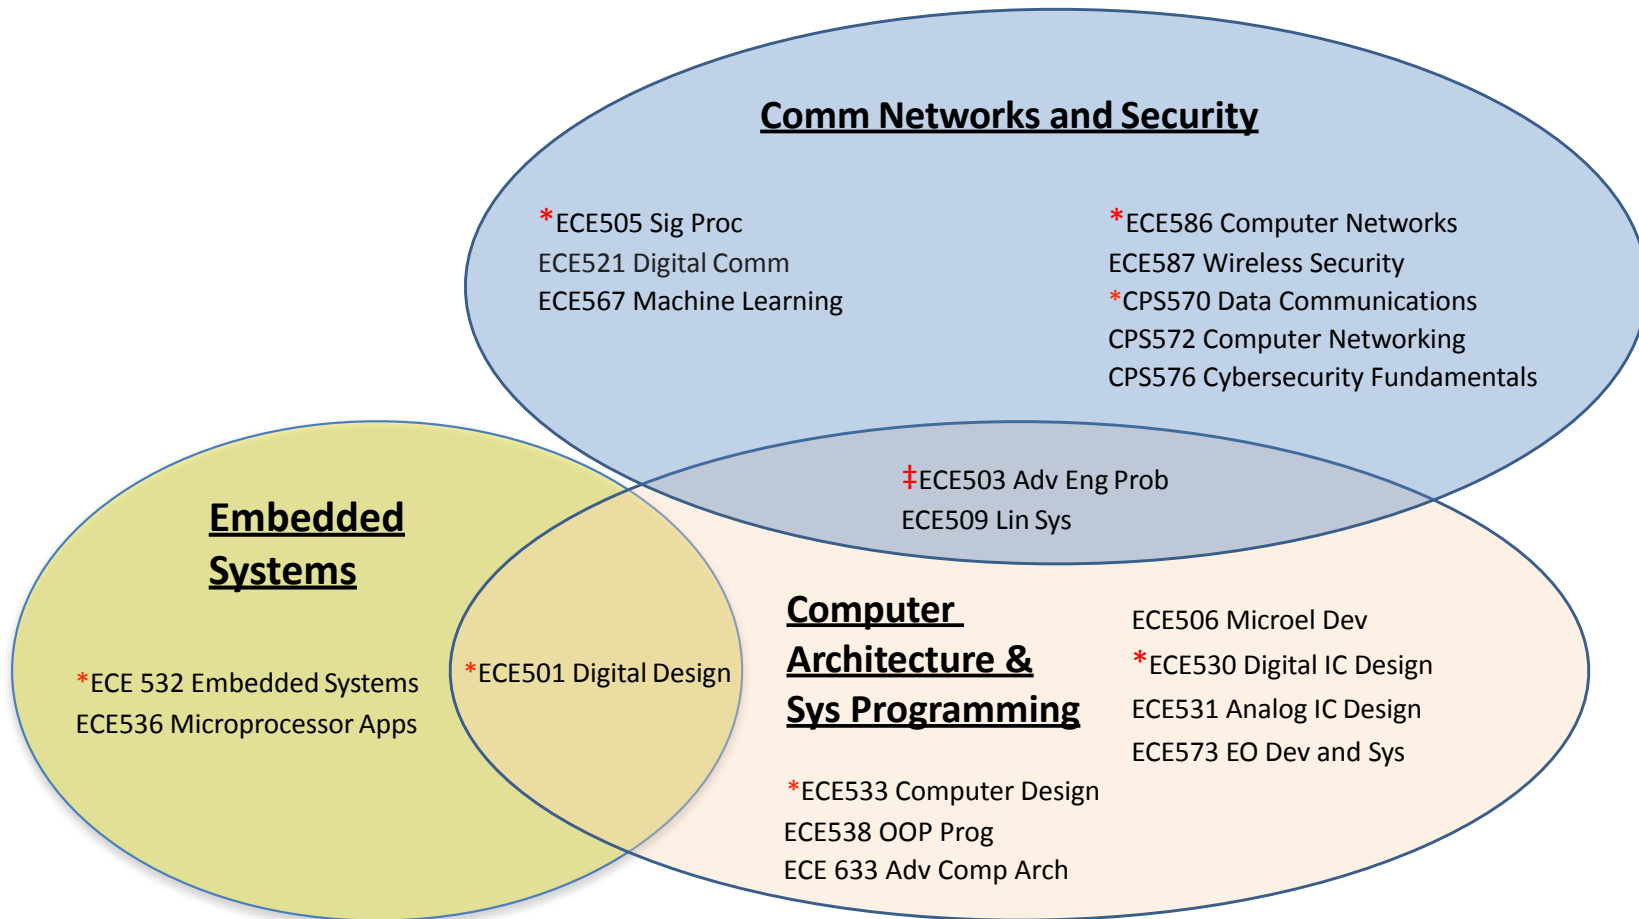 Comm Networks and Security
*ECE505 Sig Proc
ECE521 Digital Comm
ECE567 Machine Learning
*ECE586 Computer Networks
ECE587 Wireless Security
*CPS570 Data Communications
CPS572 Computer Networking
CPS576 Cybersecurity Fundamentals
‡ECE503 Adv Eng Prob
ECE509 Lin Sys
Embedded
Systems
*ECE 532 Embedded Systems
ECE536 Microprocessor Apps
*ECE501 Digital Design
Computer
Architecture &
Sys Programming
*ECE533 Computer Design
ECE538 OOP Prog
ECE 633 Adv Comp Arch
ECE506 Microel Dev
*ECE530 Digital IC Design
ECE531 Analog IC Design
ECE573 EO Dev and Sys